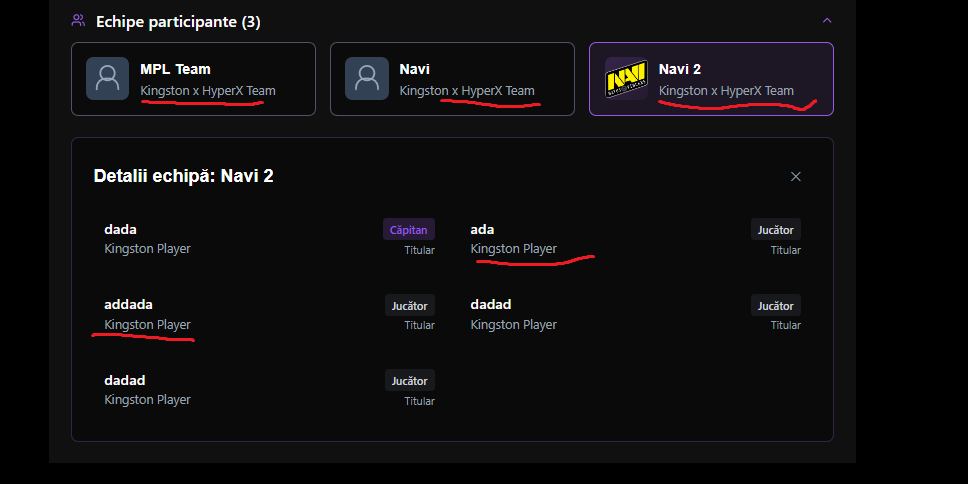 Echipe participante (3)
MPL Team
Kingston x HyperX Team
Navi
Kingston x HyperX Team
NAVI
Navi 2
Kingston x HyperX Team
Detalii echipă: Navi 2
dada
Căpitan
Kingston Player
Titular
ada
Jucător
Kingston Player
Titular
addada
Jucător
Kingston Player
Titular
dadad
Jucător
Kingston Player
Titular
dadad
Jucător
Kingston Player
Titular